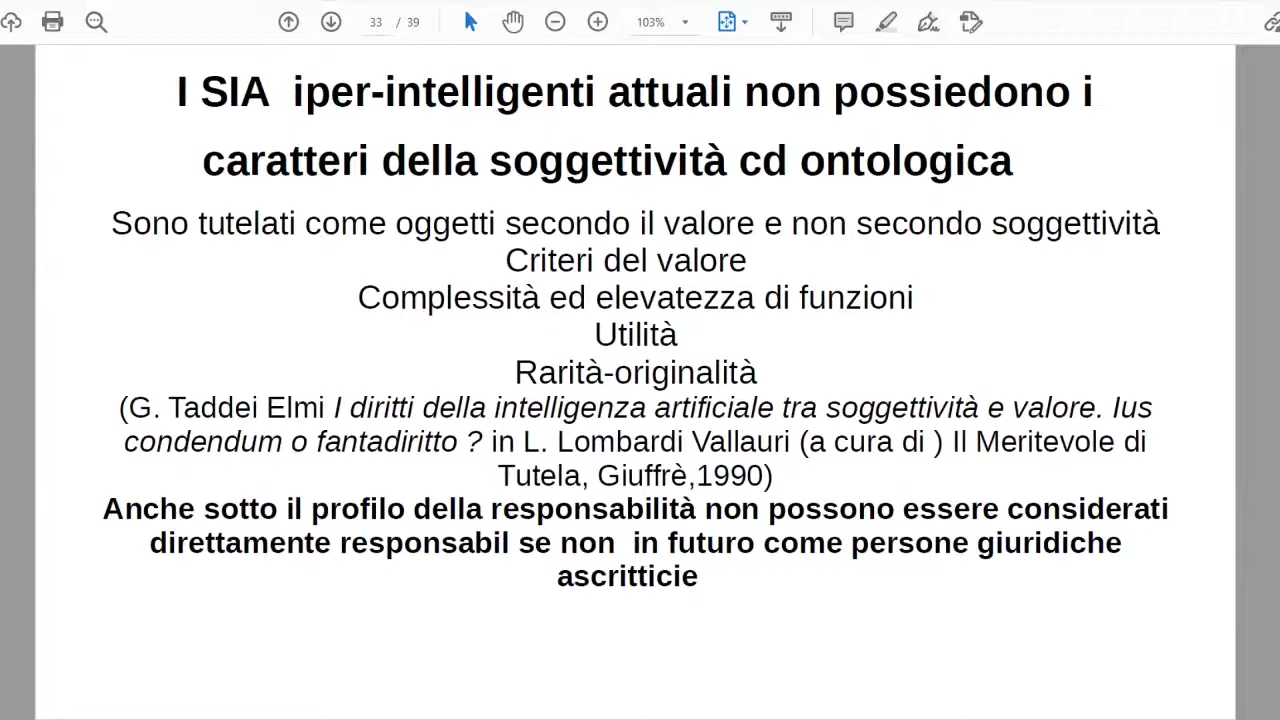 33 / 39
103%
I SIA iper-intelligenti attuali non possiedono i
caratteri della soggettività cd ontologica
Sono tutelati come oggetti secondo il valore e non secondo soggettività
Criteri del valore
Complessità ed elevatezza di funzioni
Utilità
Rarità-originalità
(G. Taddei Elmi I diritti della intelligenza artificiale tra soggettività e valore. Ius
condendum o fantadiritto ? in L. Lombardi Vallauri (a cura di ) Il Meritevole di
Tutela, Giuffrè,1990)
Anche sotto il profilo della responsabilità non possono essere considerati
direttamente responsabil se non in futuro come persone giuridiche
ascritticie